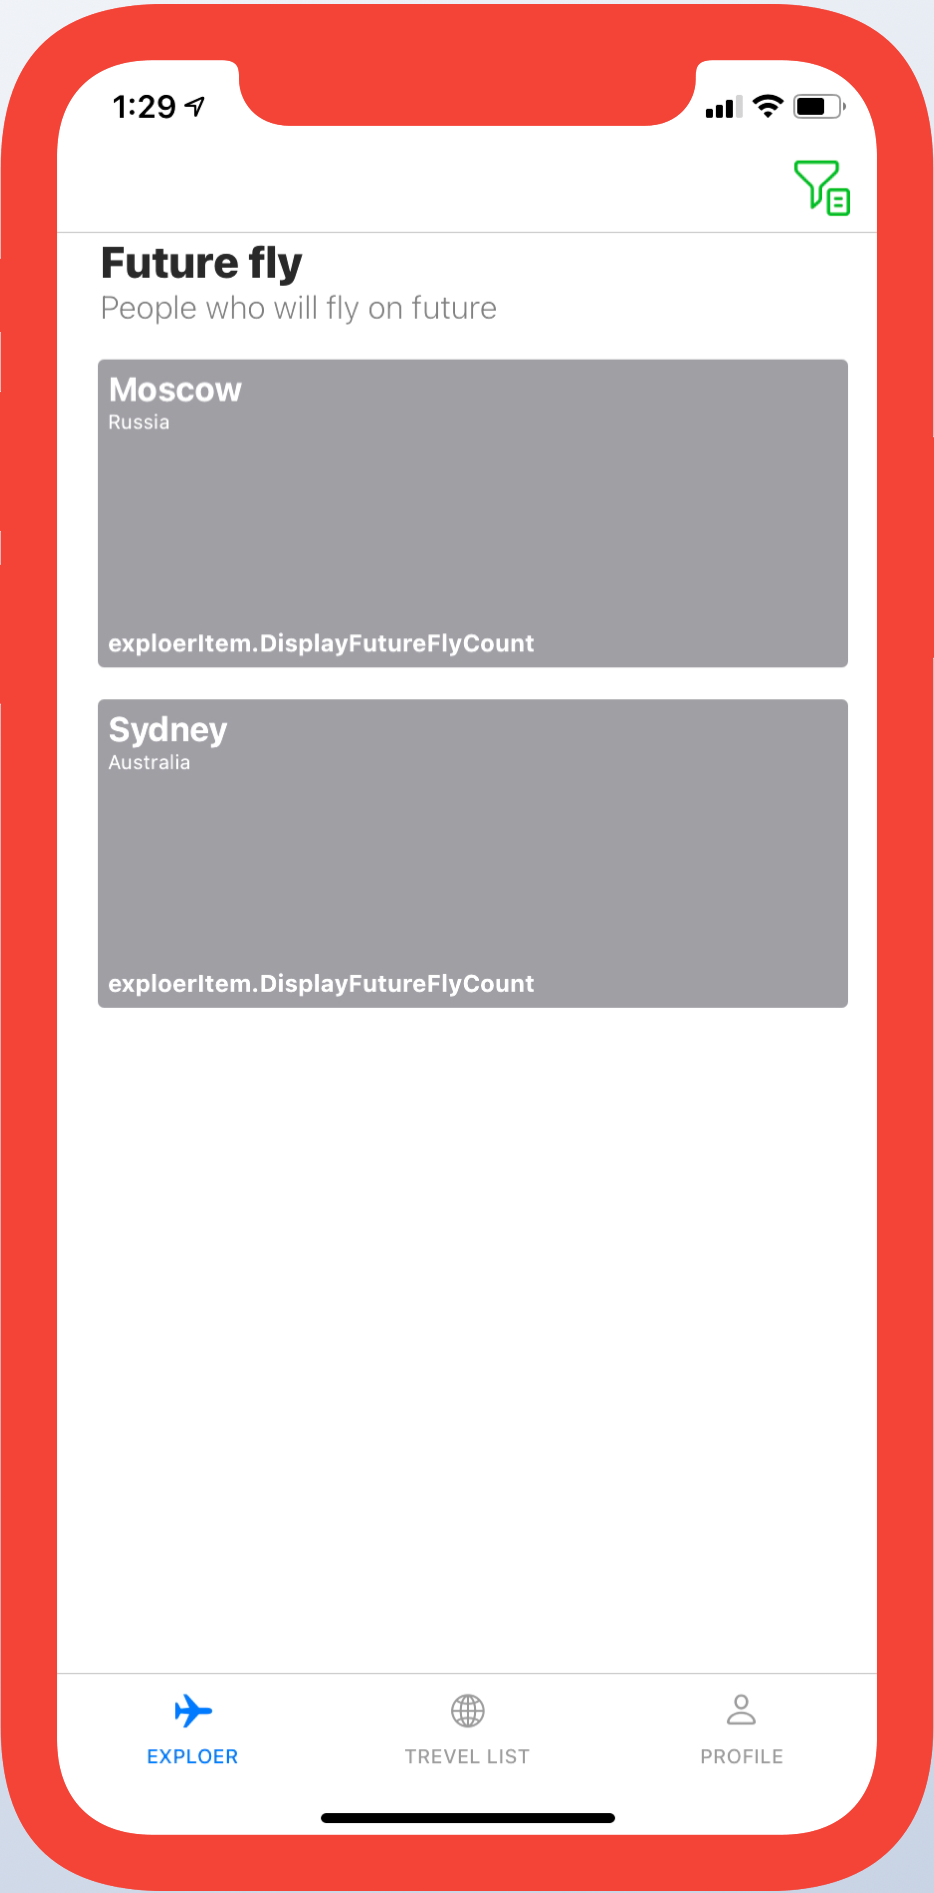 1:29
Future fly
People who will fly on future
Moscow
Russia
exploerItem.DisplayFutureFlyCount
Sydney
Australia
exploerItem.DisplayFutureFlyCount
EXPLOER
TREVEL LIST
PROFILE